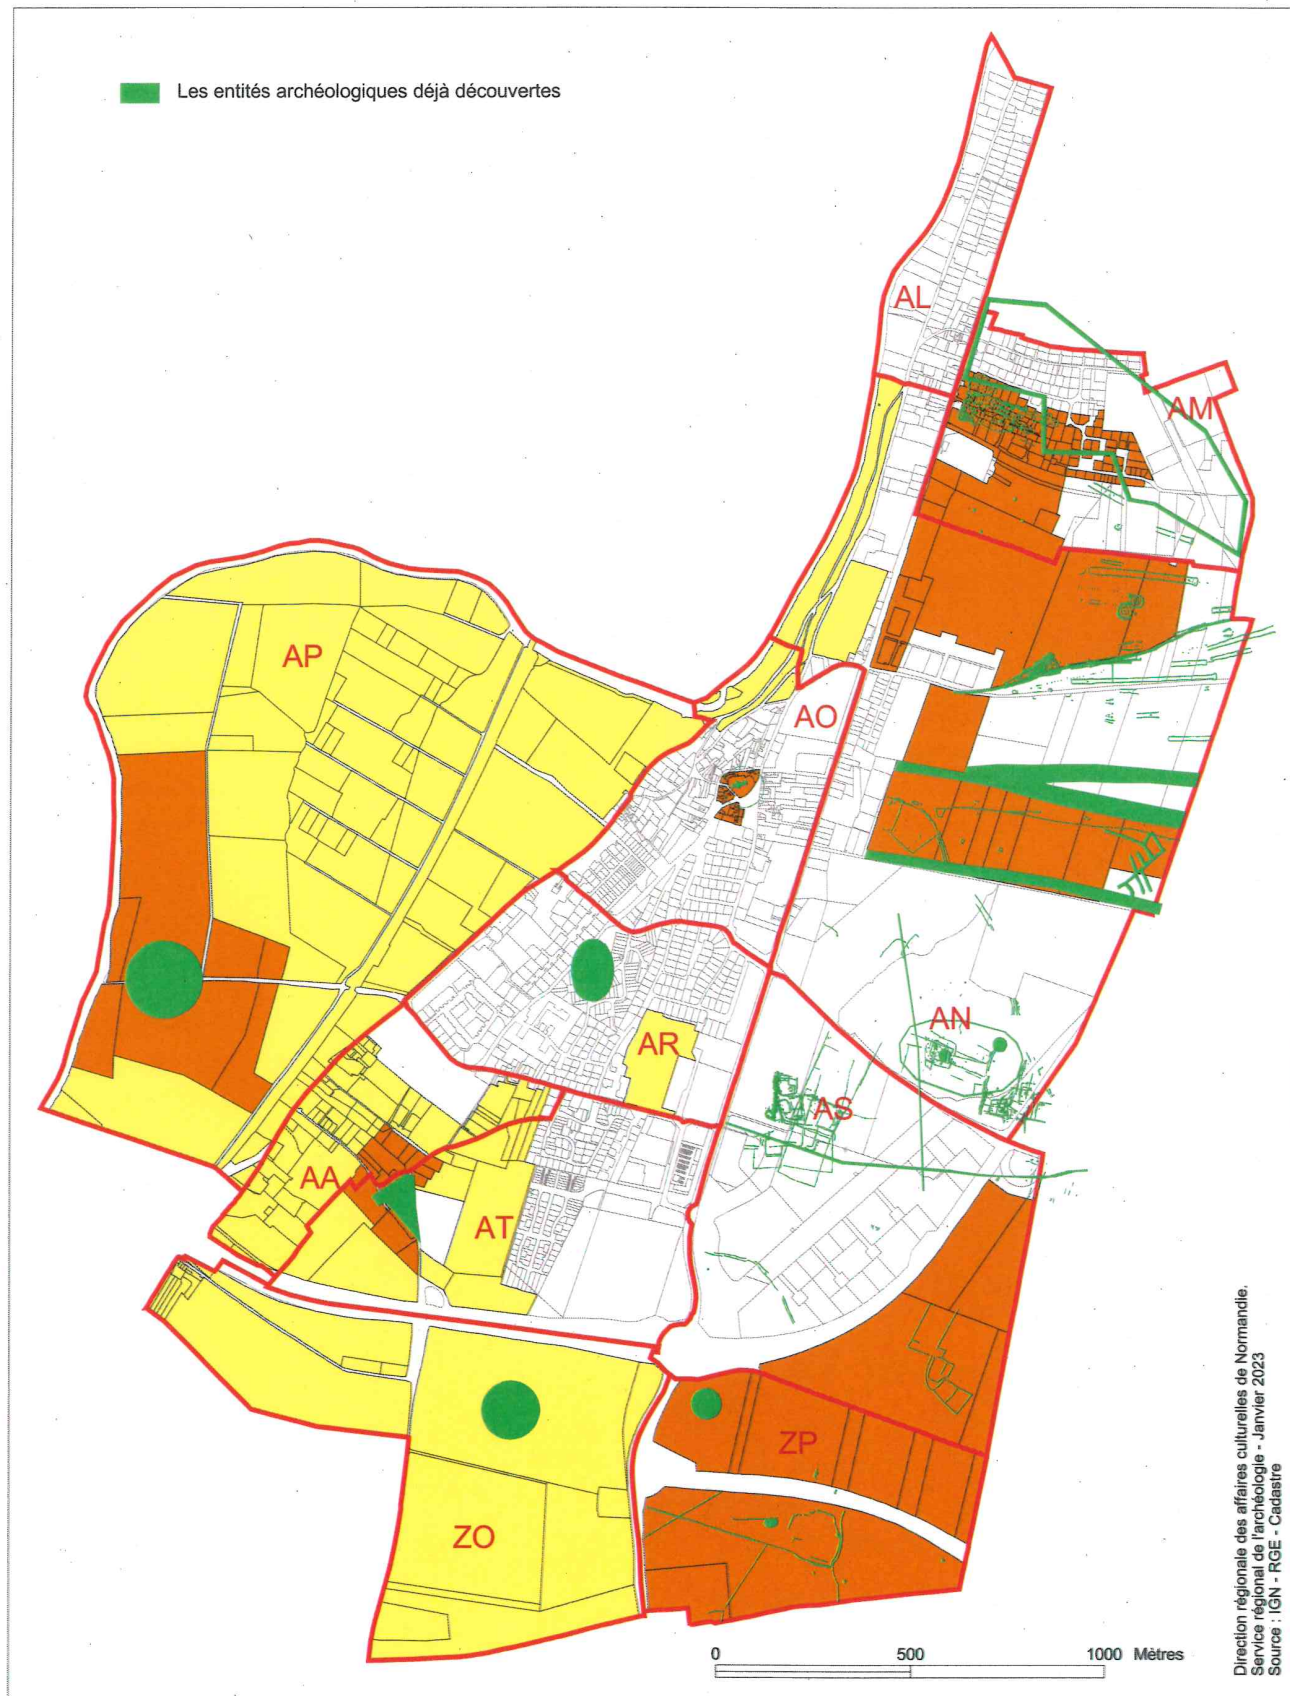 Les entités archéologiques déjà découvertes
AL
AM
AP
AO
AN
AR
AS
AA
AT
ZP
ZO
0 500 1000 Mètres
Direction régionale des affaires culturelles de Normandie.
Service régional de l'archéologie - Janvier 2023
Source : IGN - RGE - Cadastre